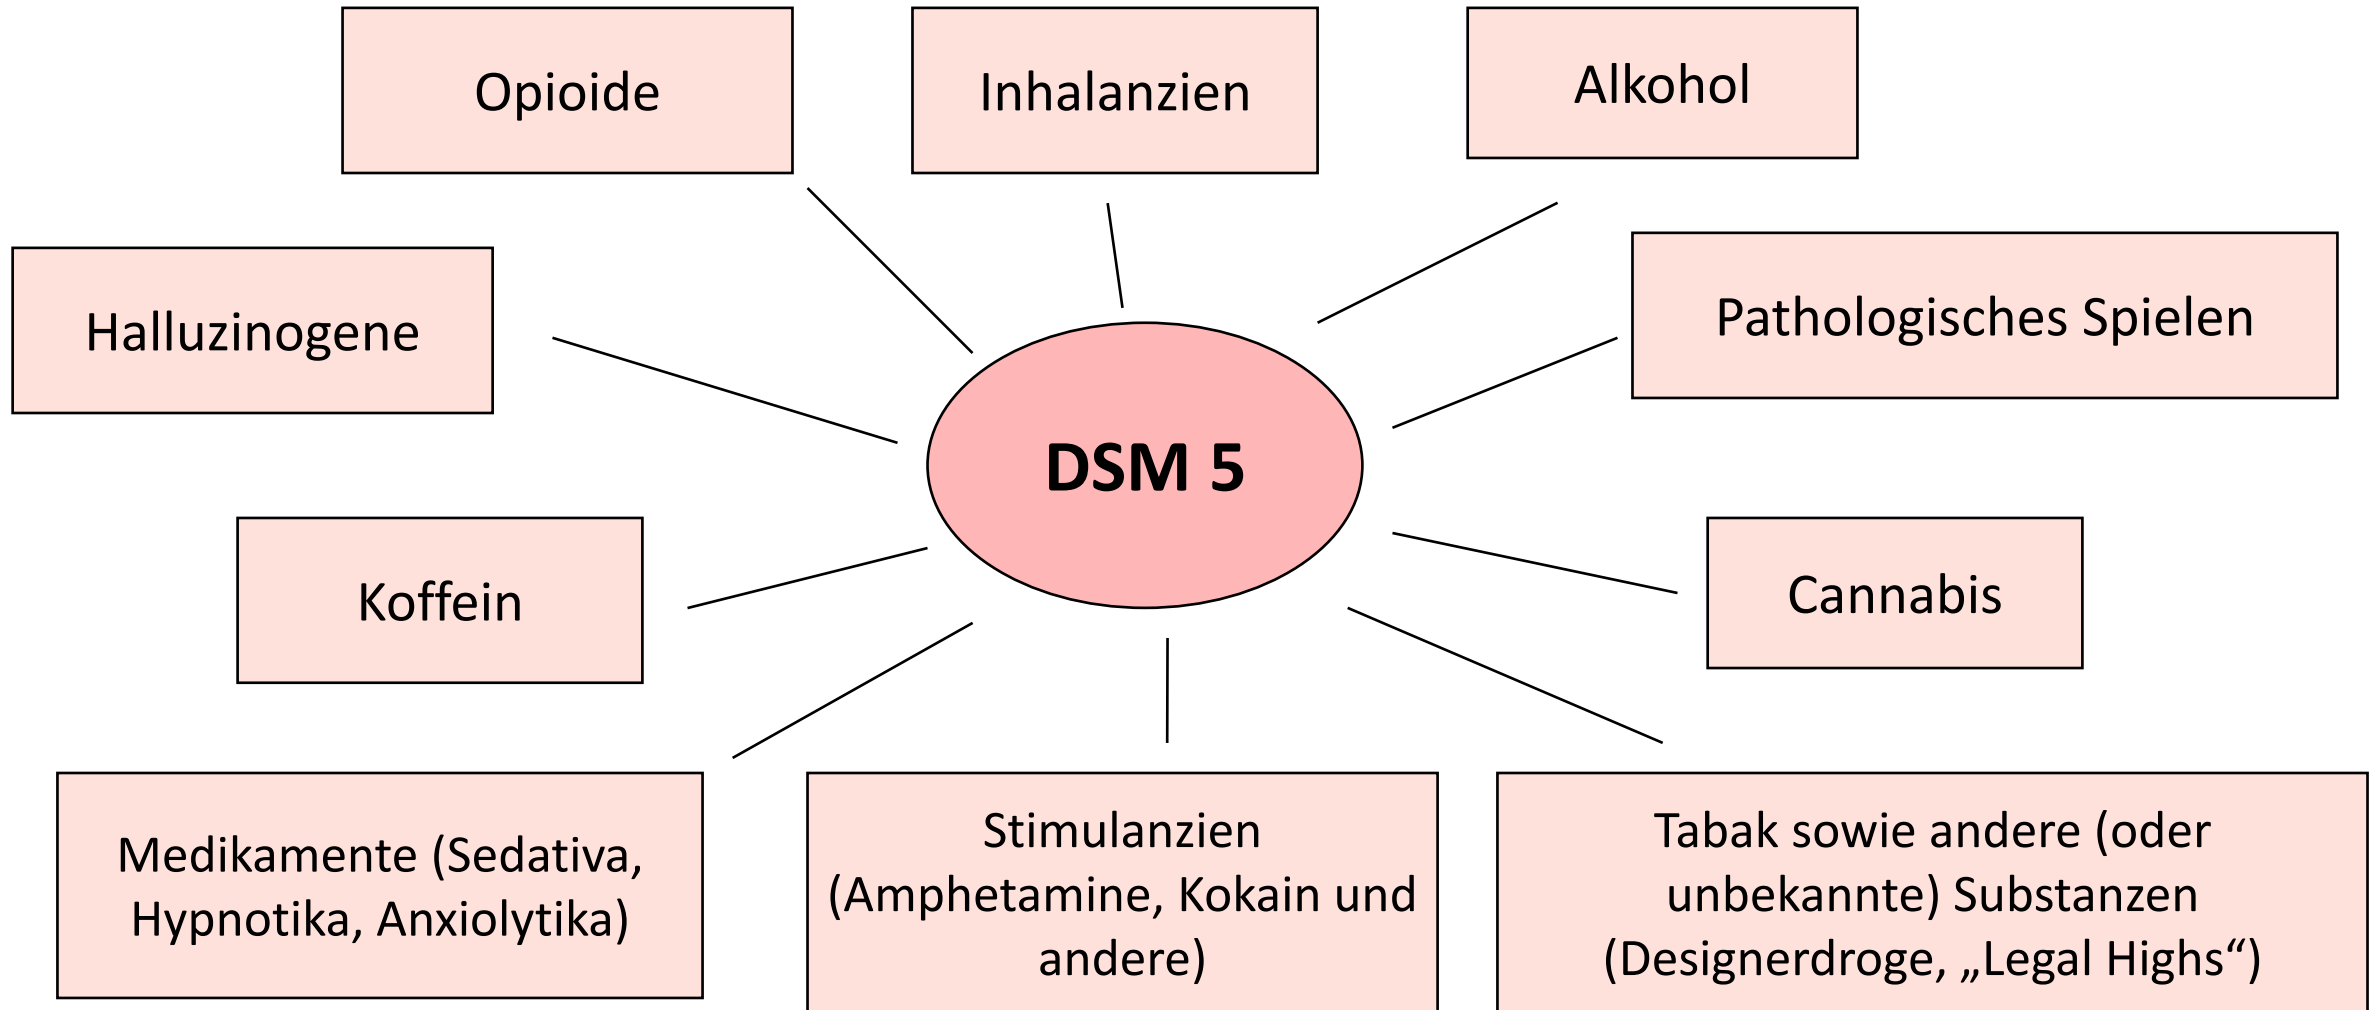 Opioide
Inhalanzien
Alkohol
Halluzinogene
Pathologisches Spielen
DSM 5
Koffein
Cannabis
Medikamente (Sedativa,
Hypnotika, Anxiolytika)
Stimulanzien
(Amphetamine, Kokain und
andere)
Tabak sowie andere (oder
unbekannte) Substanzen
(Designerdroge, „Legal Highs“)